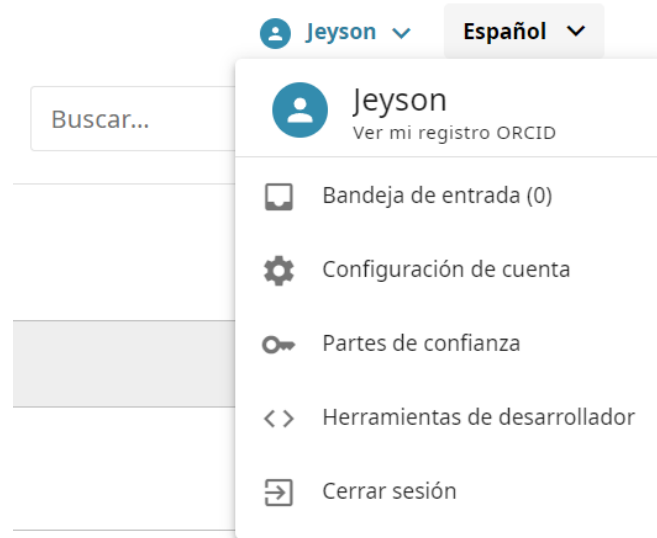 Jeyson
Español
Buscar...
Jeyson
Ver mi registro ORCID
Bandeja de entrada (0)
Configuración de cuenta
Partes de confianza
Herramientas de desarrollador
Cerrar sesión